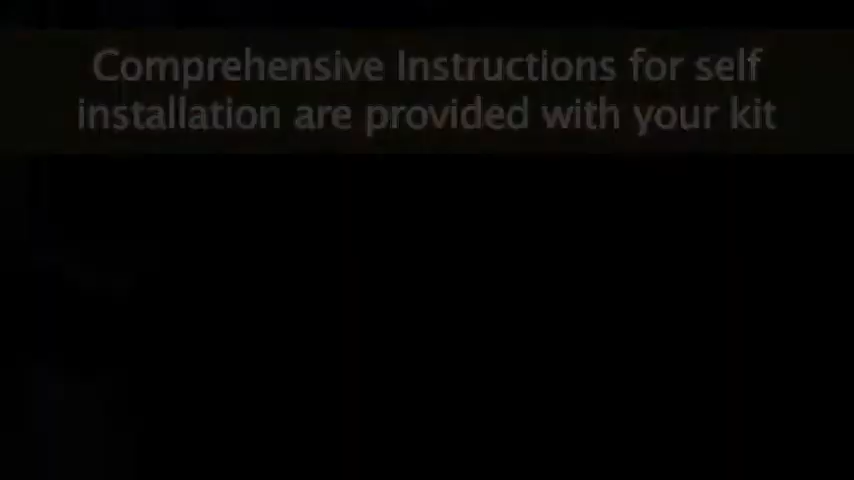 Comprehensive Instructions for self
installation are provided with your kit